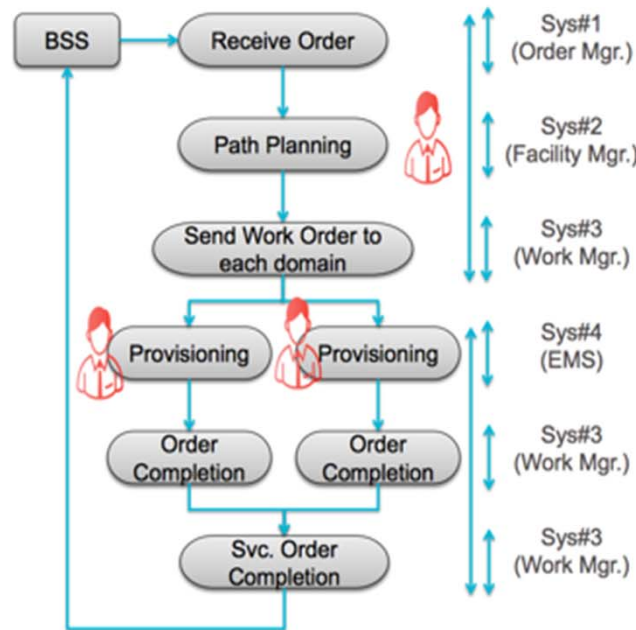 BSS
Receive Order
Sys#1
(Order Mgr.)
Path Planning
Sys#2
(Facility Mgr.)
Send Work Order to
each domain
Sys#3
(Work Mgr.)
Provisioning
Provisioning
Sys#4
(EMS)
Order
Completion
Order
Completion
Sys#3
(Work Mgr.)
Svc. Order
Completion
Sys#3
(Work Mgr.)